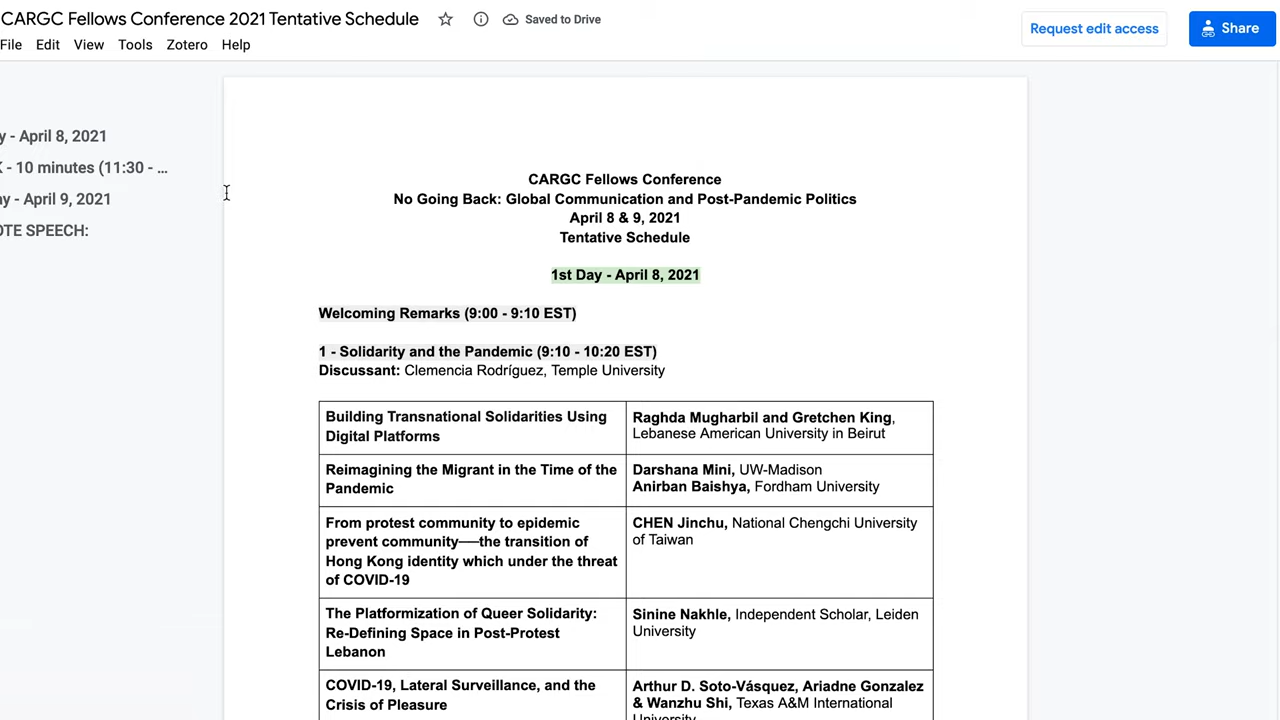 CARGC Fellows Conference 2021 Tentative Schedule
Saved to Drive
Request edit access
Share
File Edit View Tools Zotero Help
y - April 8, 2021
- 10 minutes (11:30 - ...
ay - April 9, 2021
OTE SPEECH:
CARGC Fellows Conference
No Going Back: Global Communication and Post-Pandemic Politics
April 8 & 9, 2021
Tentative Schedule
1st Day - April 8, 2021
Welcoming Remarks (9:00 - 9:10 EST)
1 - Solidarity and the Pandemic (9:10 - 10:20 EST)
Discussant: Clemencia Rodríguez, Temple University
Building Transnational Solidarities Using
Digital Platforms
Raghda Mugharbil and Gretchen King,
Lebanese American University in Beirut
Reimagining the Migrant in the Time of the
Pandemic
Darshana Mini, UW-Madison
Anirban Baishya, Fordham University
From protest community to epidemic
prevent community──the transition of
Hong Kong identity which under the threat
of COVID-19
CHEN Jinchu, National Chengchi University
of Taiwan
The Platformization of Queer Solidarity:
Re-Defining Space in Post-Protest
Lebanon
Sinine Nakhle, Independent Scholar, Leiden
University
COVID-19, Lateral Surveillance, and the
Crisis of Pleasure
Arthur D. Soto-Vásquez, Ariadne Gonzalez
& Wanzhu Shi, Texas A&M International
University